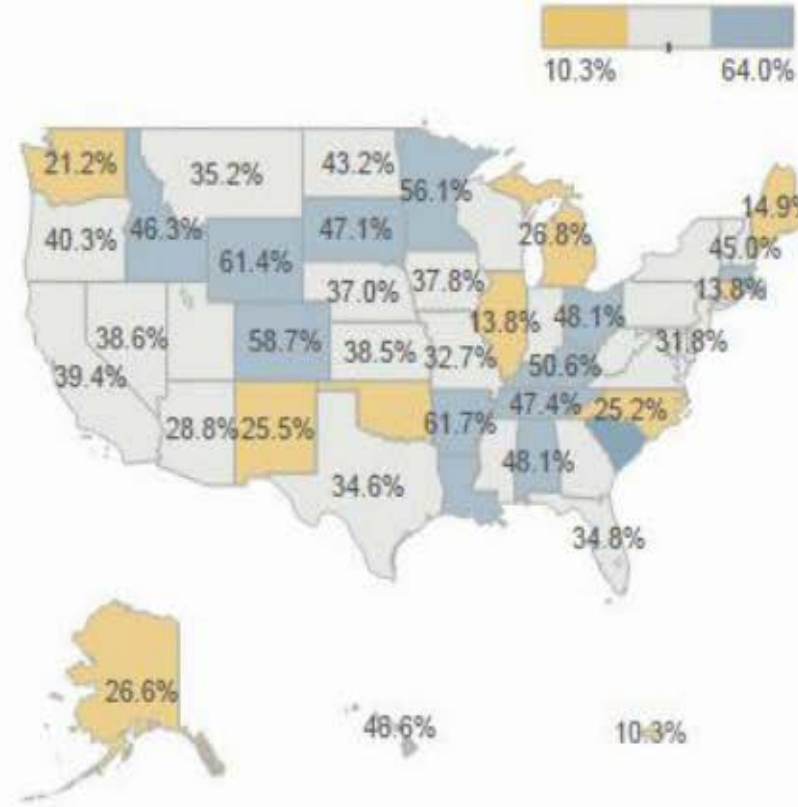 10.3% 64.0%
21.2% 35.2% 43.2% 56.1% 14.9%
40.3% 46.3% 61.4% 47.1% 26.8% 45.0%
37.0% 37.8% 13.8%
38.6% 58.7% 38.5% 32.7% 13.8% 48.1% 31.8%
39.4% 50.6%
28.8% 25.5% 61.7% 47.4% 25.2%
34.6% 48.1%
34.8%
26.6% 46.6% 10.3%